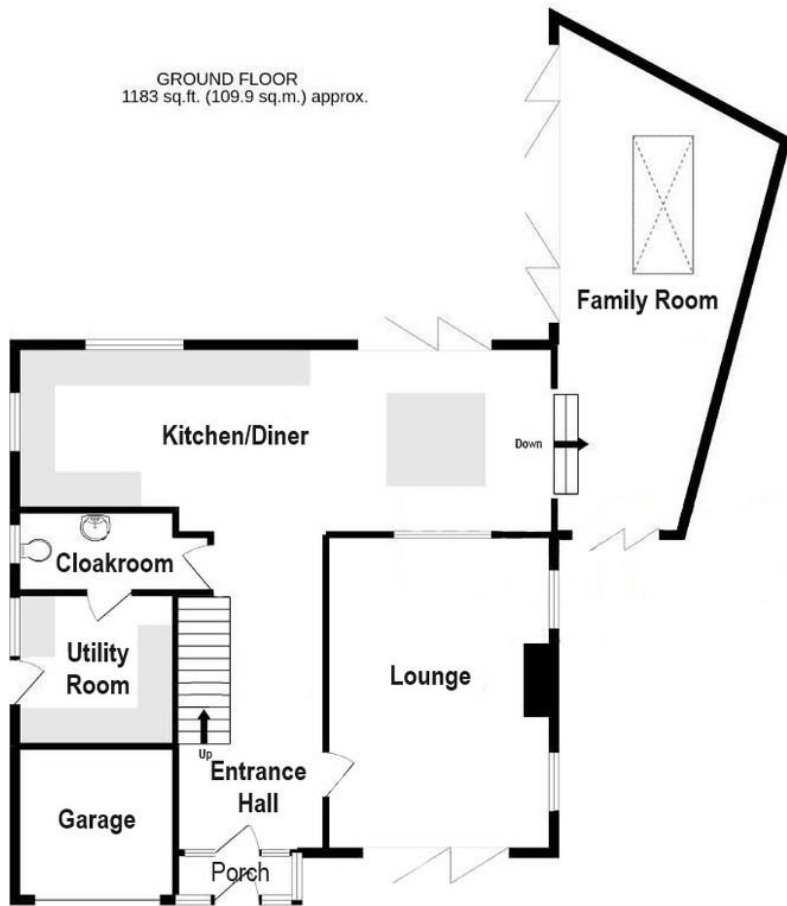 GROUND FLOOR
1183 sq.ft. (109.9 sq.m.) approx.
Family Room
Kitchen/Diner
Down
Cloakroom
Utility
Room
Lounge
Up
Entrance
Hall
Garage
Porch